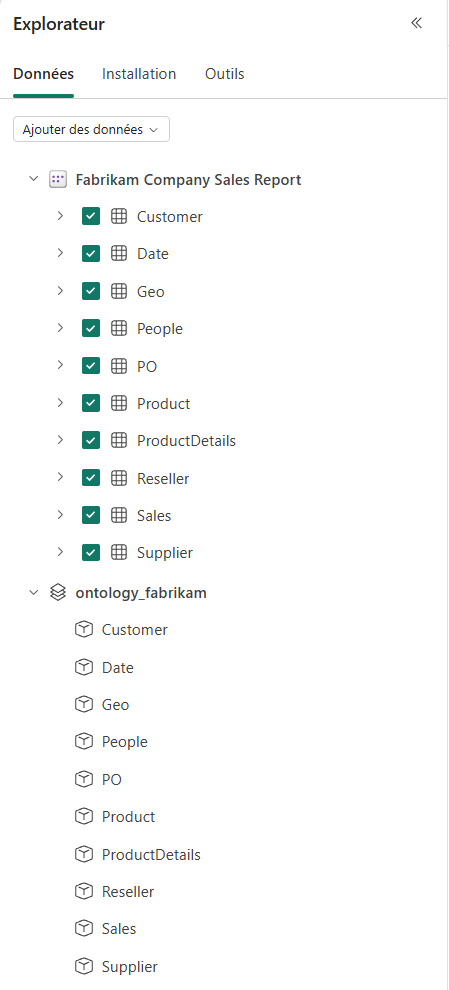 Explorateur
Données Installation Outils
Ajouter des données
Fabrikam Company Sales Report
Customer
Date
Geo
People
PO
Product
ProductDetails
Reseller
Sales
Supplier
ontology_fabrikam
Customer
Date
Geo
People
PO
Product
ProductDetails
Reseller
Sales
Supplier